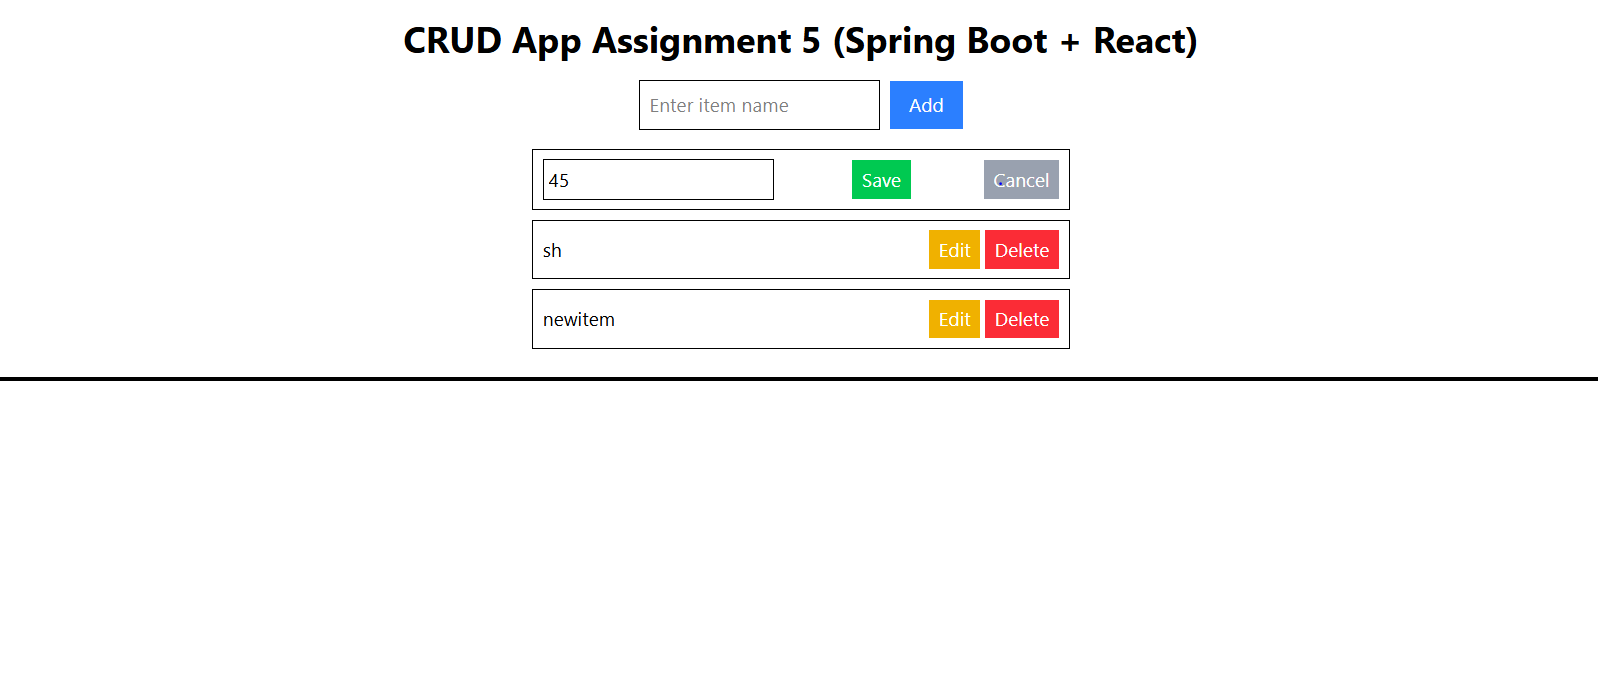 CRUD App Assignment 5 (Spring Boot + React)
Enter item name Add
45 Save Cancel
sh Edit Delete
newitem Edit Delete